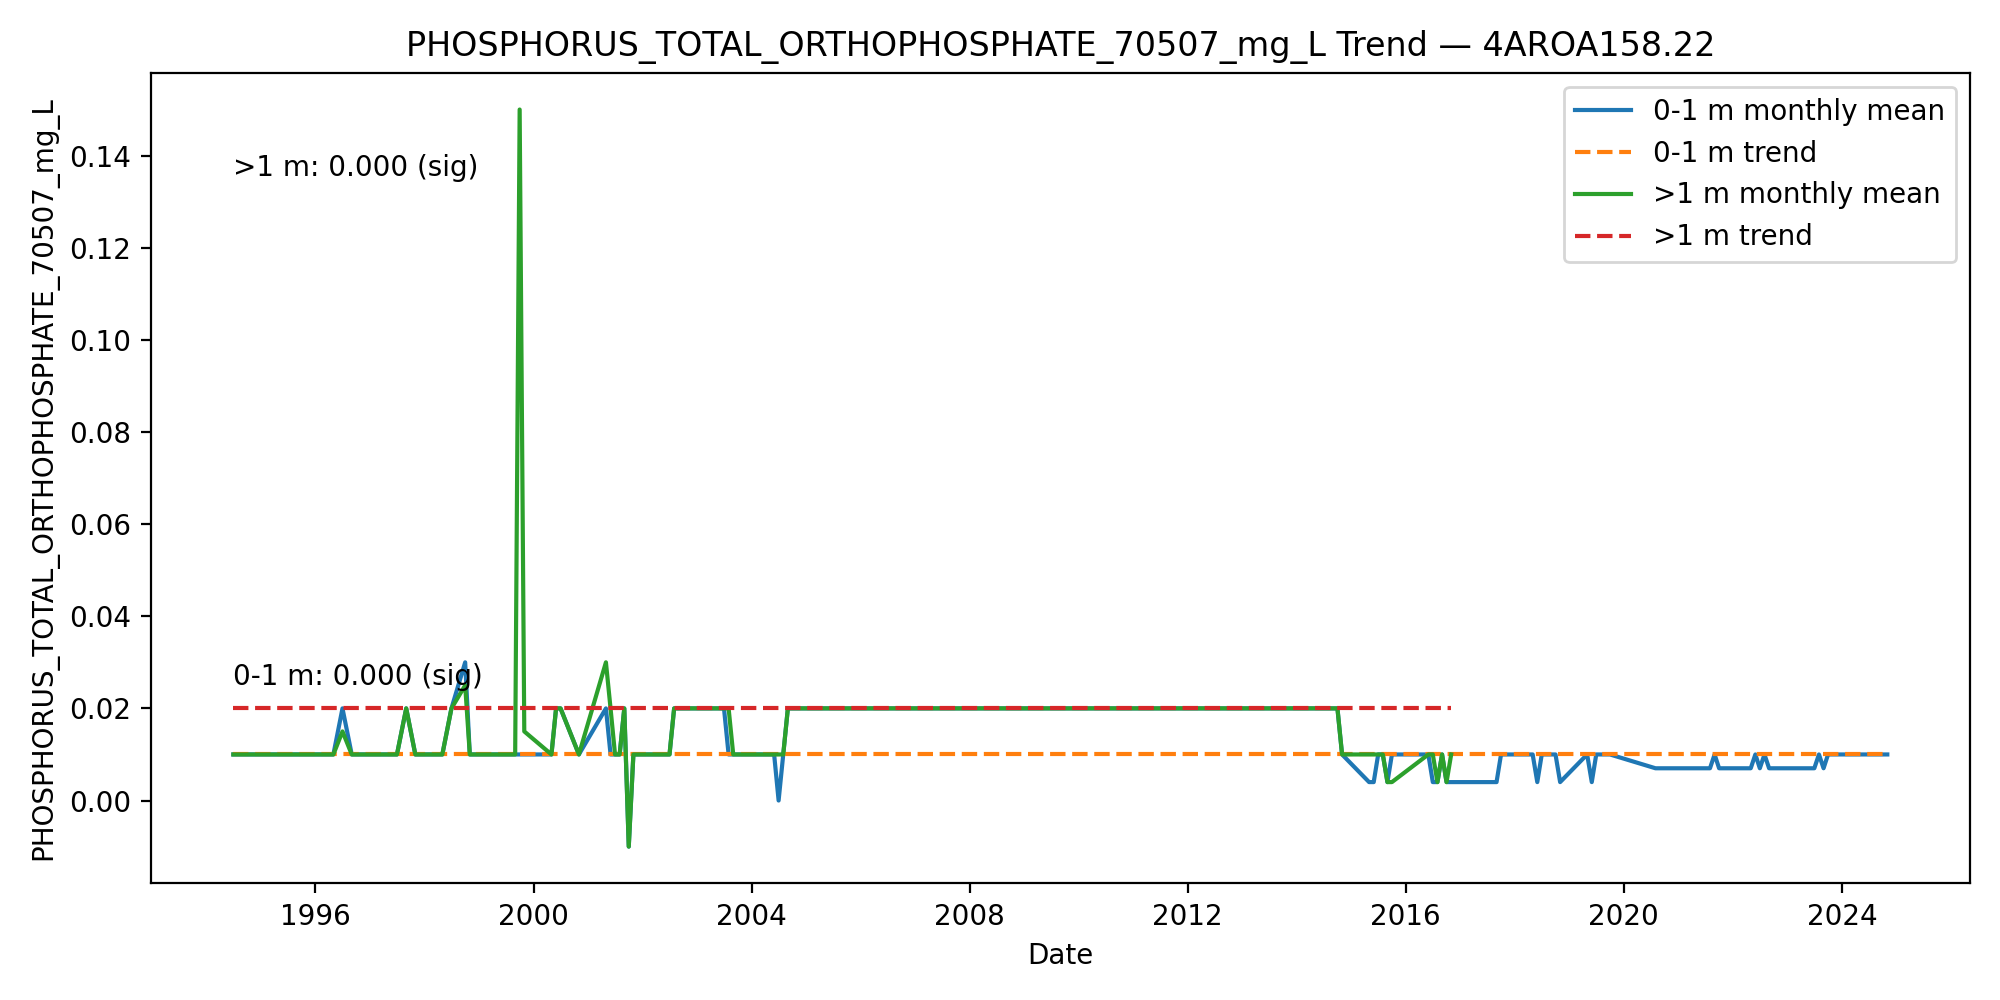 PHOSPHORUS_TOTAL_ORTHOPHOSPHATE_70507_mg_L Trend — 4AROA158.22
PHOSPHORUS_TOTAL_ORTHOPHOSPHATE_70507_mg_L
0-1 m monthly mean
0-1 m trend
>1 m monthly mean
>1 m trend
>1 m: 0.000 (sig)
0-1 m: 0.000 (sig)
0.14
0.12
0.10
0.08
0.06
0.04
0.02
0.00
1996 2000 2004 2008 2012 2016 2020 2024
Date